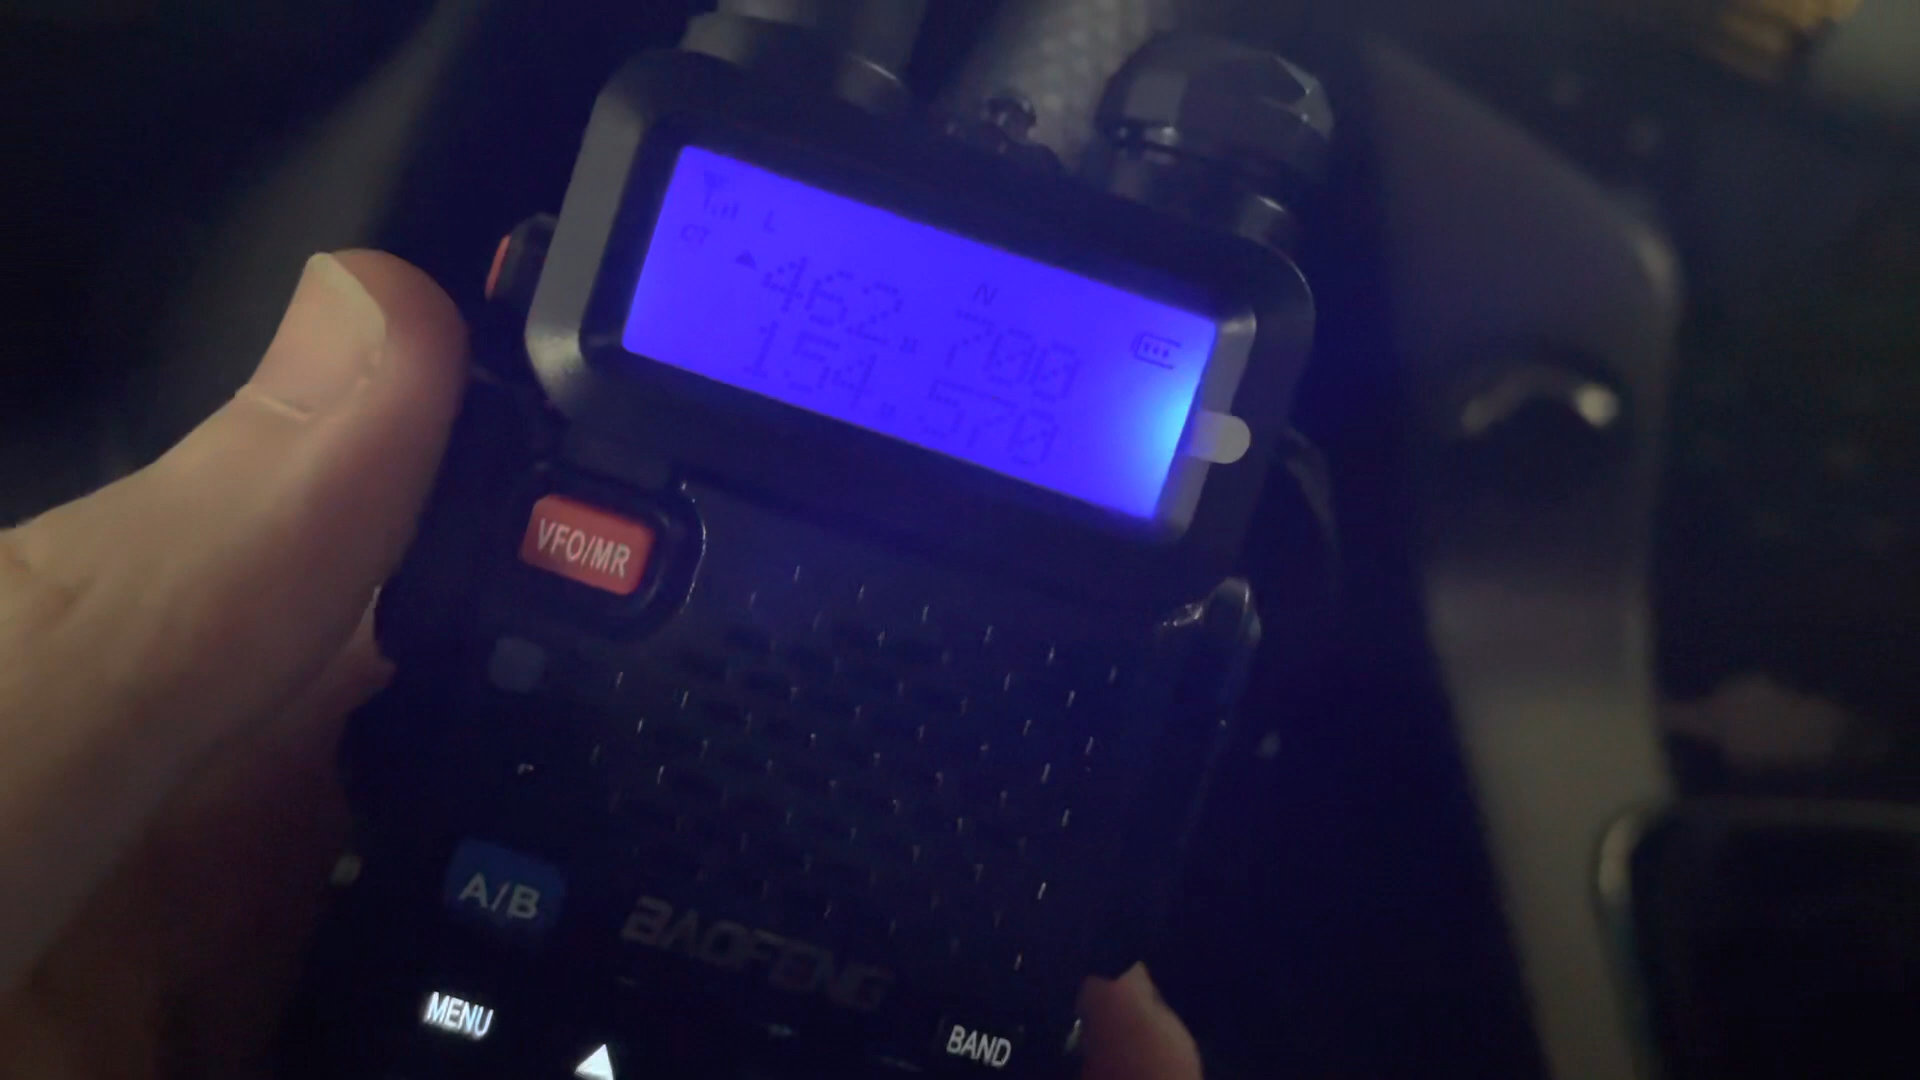 L
CT
N
462.700
154.570
VFO/MR
A/B
BAOFENG
MENU
BAND